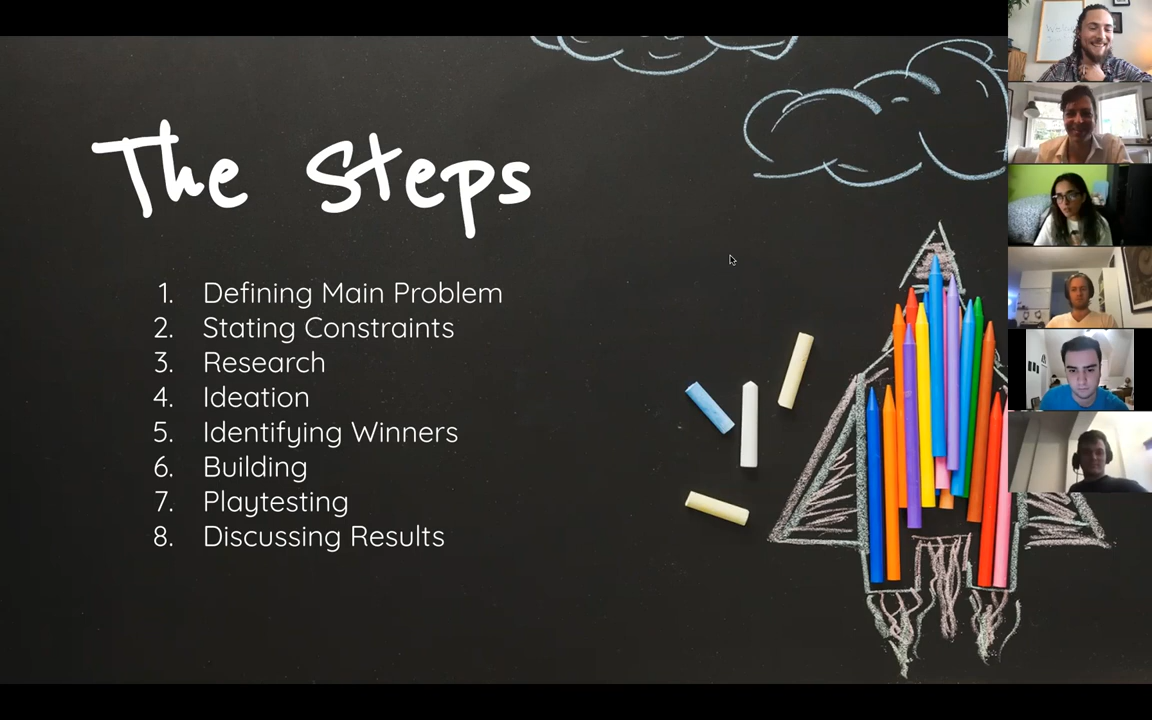 The Steps
1. Defining Main Problem
2. Stating Constraints
3. Research
4. Ideation
5. Identifying Winners
6. Building
7. Playtesting
8. Discussing Results